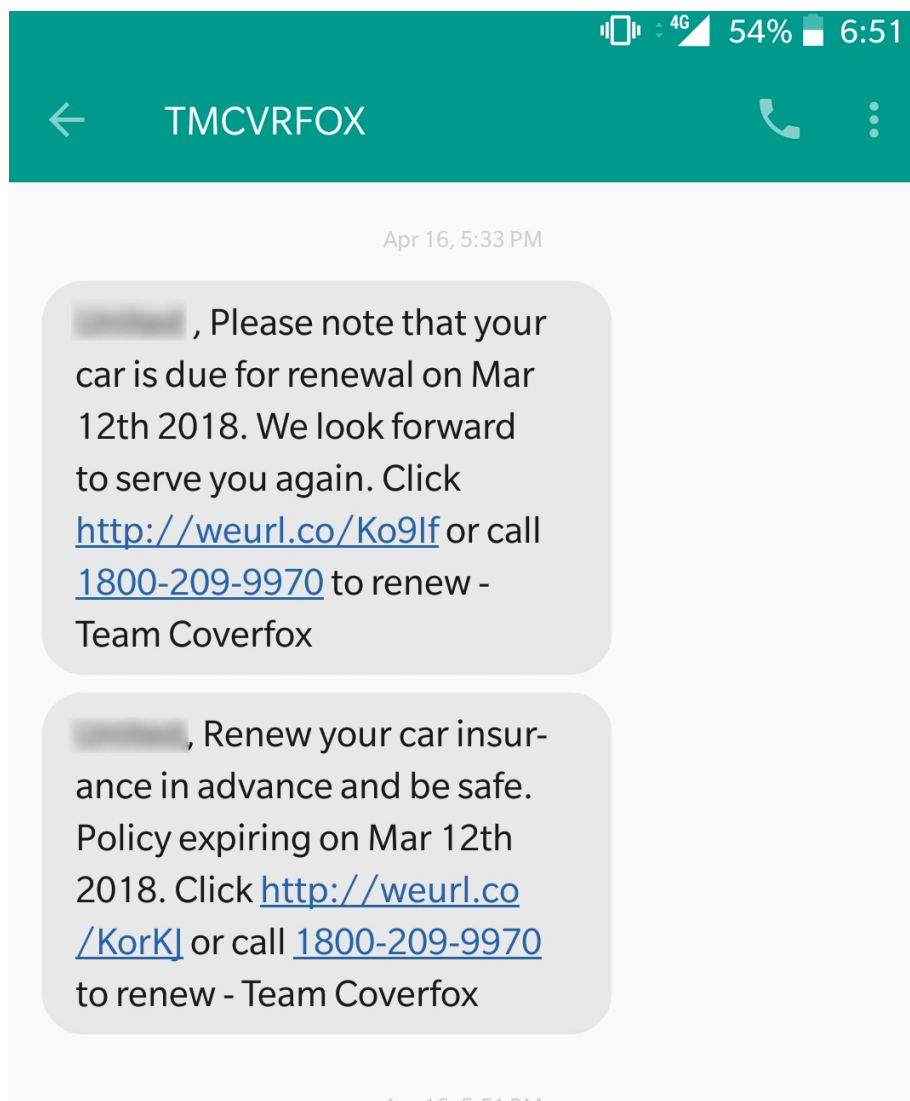 4G 54% 6:51
TMCVRFOX
Apr 16, 5:33 PM
, Please note that your
car is due for renewal on Mar
12th 2018. We look forward
to serve you again. Click
http://weurl.co/Ko9If or call
1800-209-9970 to renew -
Team Coverfox
, Renew your car insur-
ance in advance and be safe.
Policy expiring on Mar 12th
2018. Click http://weurl.co
/KorKJ or call 1800-209-9970
to renew - Team Coverfox